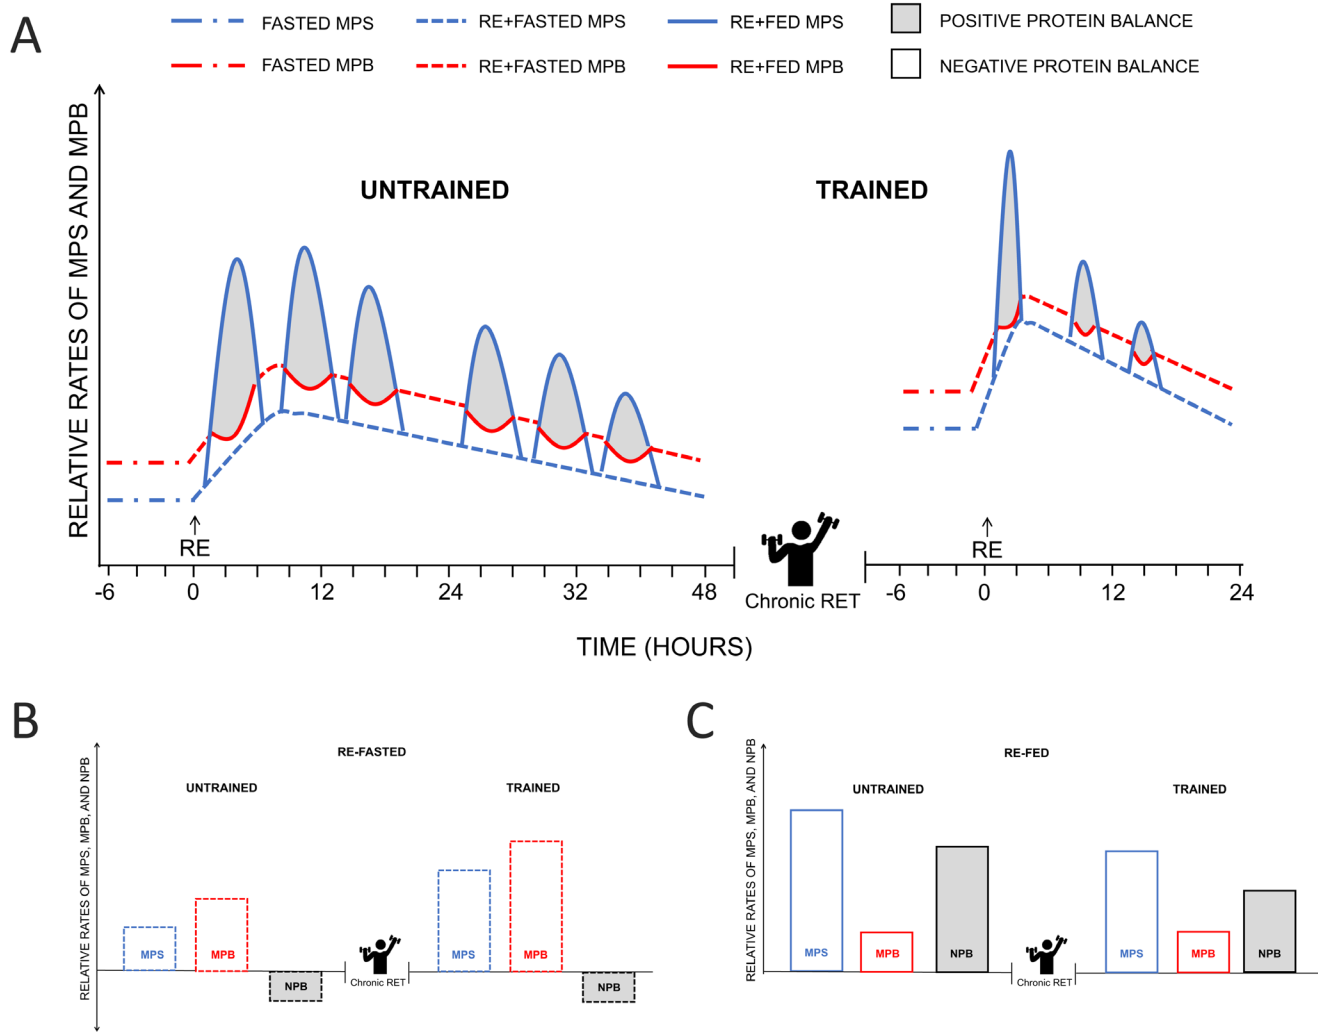 A
FASTED MPS
RE+FASTED MPS
RE+FED MPS
POSITIVE PROTEIN BALANCE
FASTED MPB
RE+FASTED MPB
RE+FED MPB
NEGATIVE PROTEIN BALANCE
RELATIVE RATES OF MPS AND MPB
UNTRAINED
TRAINED
RE
RE
-6 0 12 24 32 48
Chronic RET
-6 0 12 24
TIME (HOURS)
B
RELATIVE RATES OF MPS, MPB, AND NPB
RE-FASTED
UNTRAINED
TRAINED
MPS
MPB
NPB
Chronic RET
MPS
MPB
NPB
C
RELATIVE RATES OF MPS, MPB, AND NPB
RE-FED
UNTRAINED
TRAINED
MPS
MPB
NPB
Chronic RET
MPS
MPB
NPB